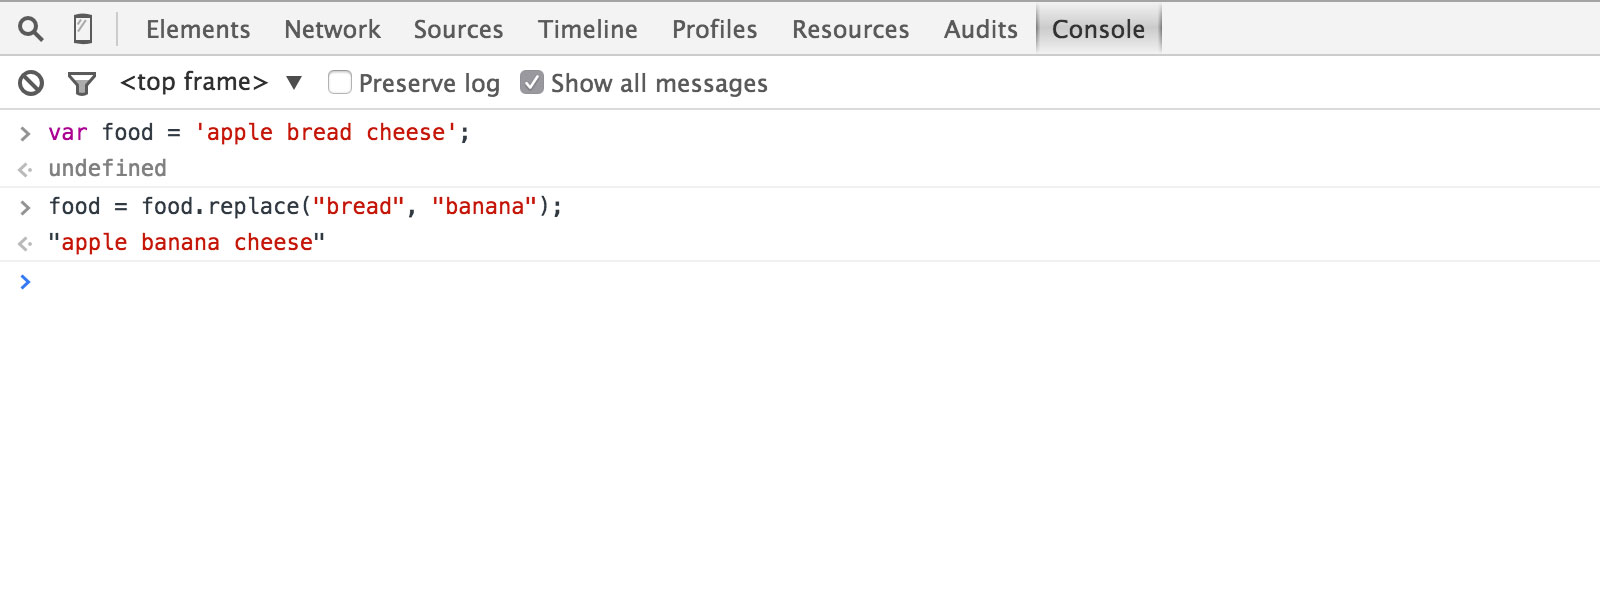 Elements Network Sources Timeline Profiles Resources Audits Console
<top frame> ▼ Preserve log Show all messages
> var food = 'apple bread cheese';
undefined
> food = food.replace("bread", "banana");
"apple banana cheese"
>